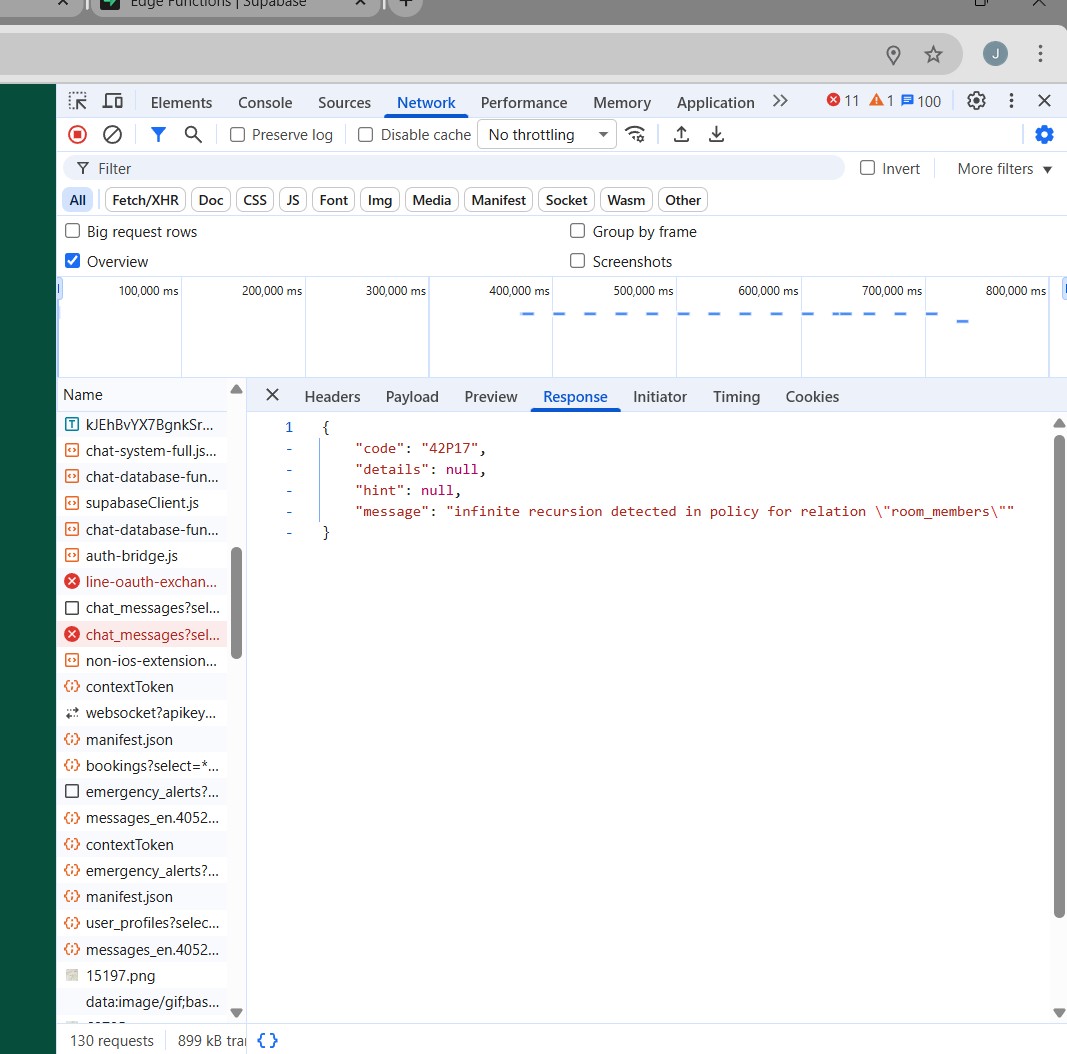 Edge Functions | Supabase
J
Elements Console Sources Network Performance Memory Application 11 1 100
Preserve log Disable cache No throttling
Filter Invert More filters
All Fetch/XHR Doc CSS JS Font Img Media Manifest Socket Wasm Other
Big request rows Group by frame
Overview Screenshots
100,000 ms 200,000 ms 300,000 ms 400,000 ms 500,000 ms 600,000 ms 700,000 ms 800,000 ms
Name
Headers Payload Preview Response Initiator Timing Cookies
kJEhBvYX7BgnkSr...
chat-system-full.js...
chat-database-fun...
supabaseClient.js
chat-database-fun...
auth-bridge.js
line-oauth-exchan...
chat_messages?sel...
chat_messages?sel...
non-ios-extension...
contextToken
websocket?apikey...
manifest.json
bookings?select=*...
emergency_alerts?...
messages_en.4052...
contextToken
emergency_alerts?...
manifest.json
user_profiles?selec...
messages_en.4052...
15197.png
data:image/gif;bas...
1 {
- "code": "42P17",
- "details": null,
- "hint": null,
- "message": "infinite recursion detected in policy for relation \"room_members\""
- }
130 requests 899 kB tra